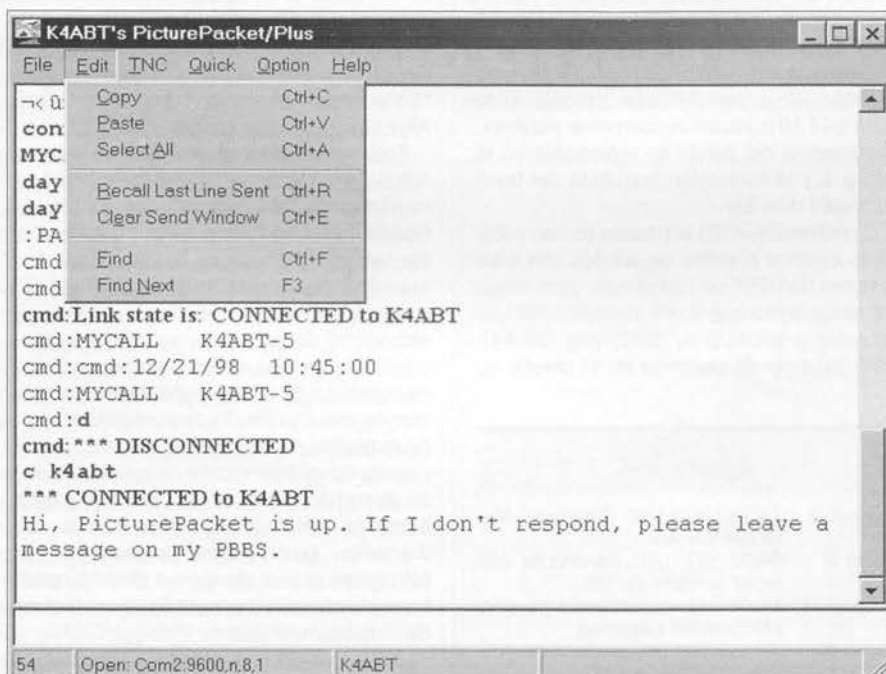 K4ABT's PicturePacket/Plus
File Edit TNC Quick Option Help
Copy Ctrl+C
Paste Ctrl+V
Select All Ctrl+A
Recall Last Line Sent Ctrl+R
Clear Send Window Ctrl+E
Find Ctrl+F
Find Next F3
con
MYC
day
day
:PA
cmd
cmd
cmd:Link state is: CONNECTED to K4ABT
cmd:MYCALL K4ABT-5
cmd:cmd:12/21/98 10:45:00
cmd:MYCALL K4ABT-5
cmd:d
cmd:*** DISCONNECTED
c k4abt
*** CONNECTED to K4ABT
Hi, PicturePacket is up. If I don't respond, please leave a
message on my PBBS.
54 Open: Com2:9600,n,8,1 K4ABT